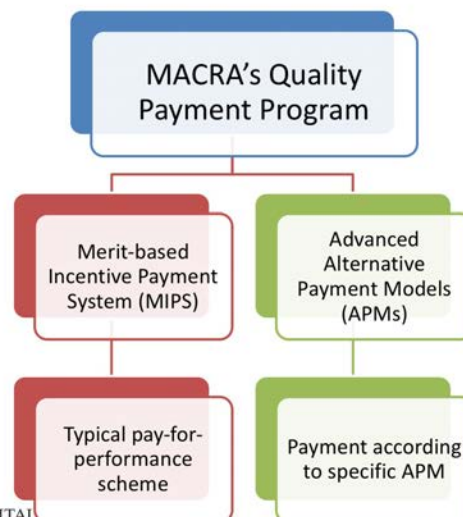 MACRA's Quality
Payment Program
Merit-based
Incentive Payment
System (MIPS)
Advanced
Alternative
Payment Models
(APMs)
Typical pay-for-
performance
scheme
Payment according
to specific APM